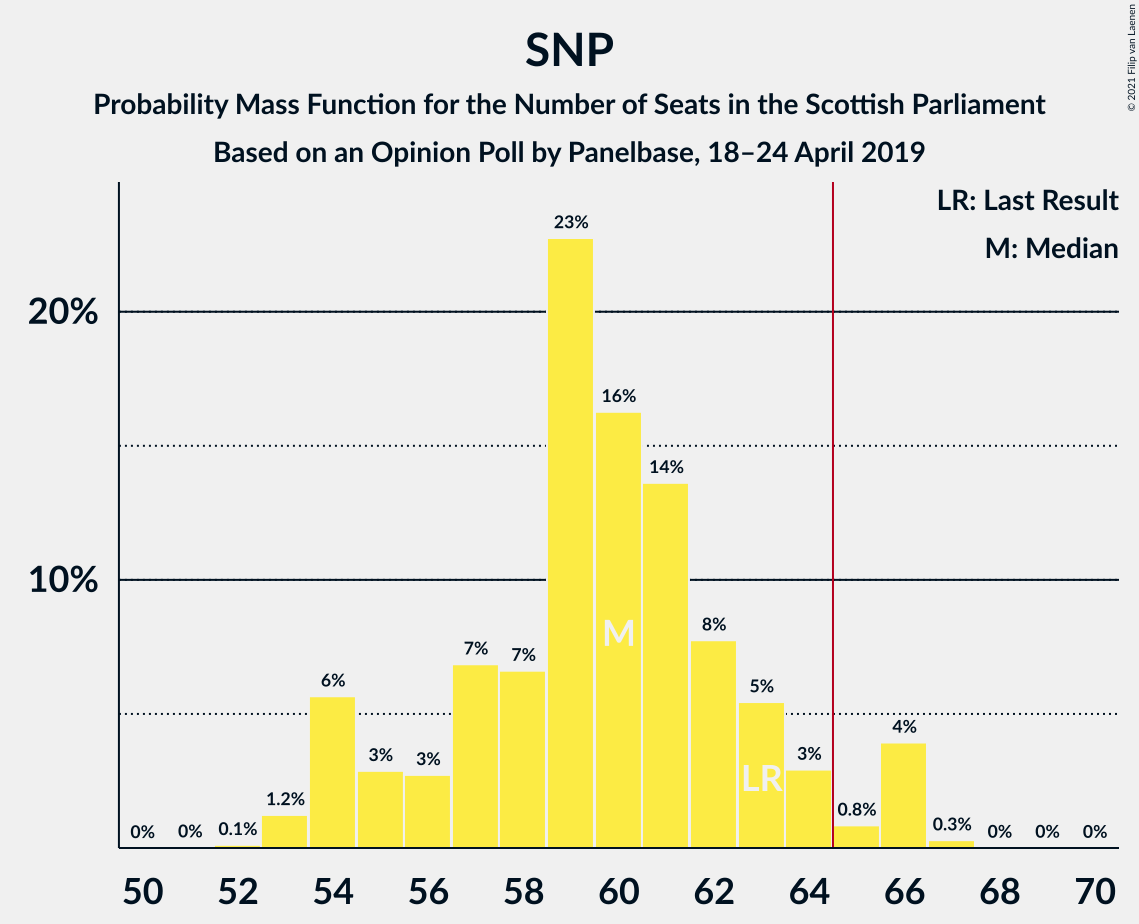 SNP
Probability Mass Function for the Number of Seats in the Scottish Parliament
Based on an Opinion Poll by Panelbase, 18–24 April 2019
© 2021 Filip van Laenen
LR: Last Result
M: Median
20%
10%
0%
0%
0.1%
1.2%
6%
3%
3%
7%
7%
23%
16%
14%
8%
5%
3%
0.8%
4%
0.3%
0%
0%
0%
M
LR
50 52 54 56 58 60 62 64 66 68 70